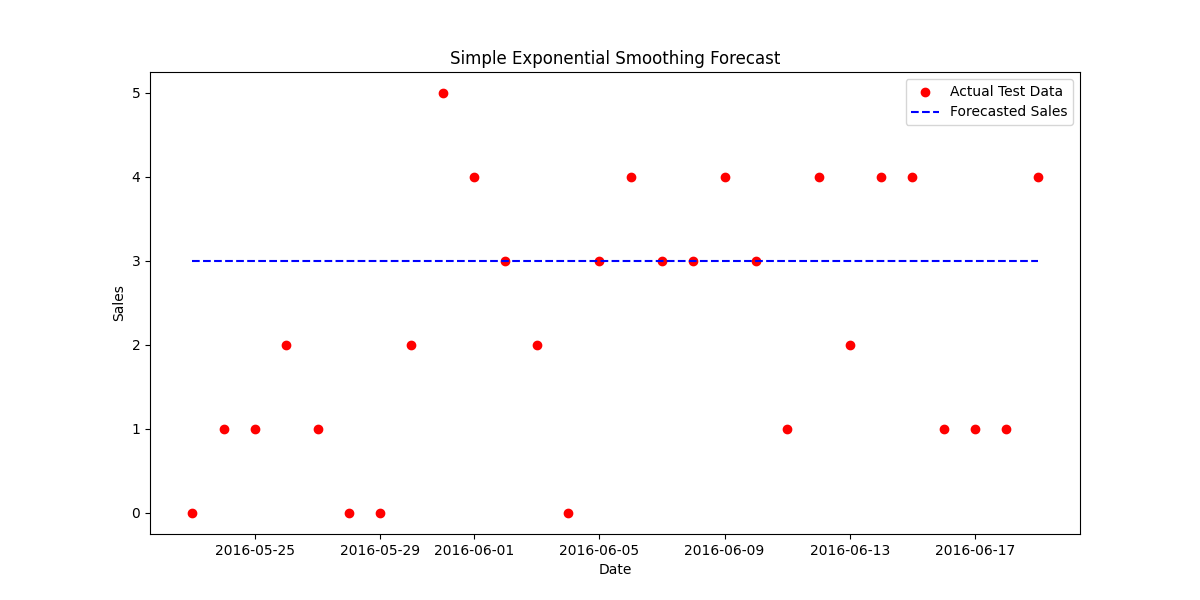 Simple Exponential Smoothing Forecast
Actual Test Data
Forecasted Sales
5
4
3
2
1
0
Sales
2016-05-25 2016-05-29 2016-06-01 2016-06-05 2016-06-09 2016-06-13 2016-06-17
Date